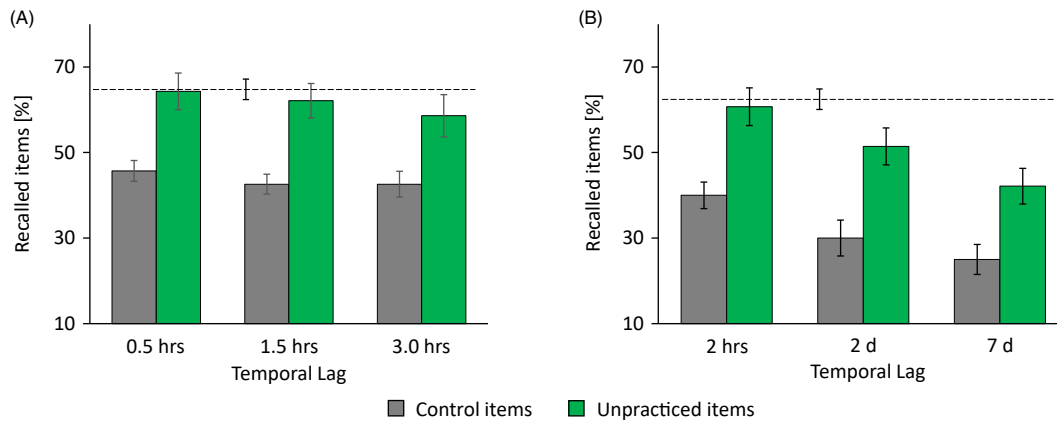 (A)
Recalled items [%]
70
50
30
10
0.5 hrs
1.5 hrs
3.0 hrs
Temporal Lag
(B)
Recalled items [%]
70
50
30
10
2 hrs
2 d
7 d
Temporal Lag
Control items
Unpracticed items